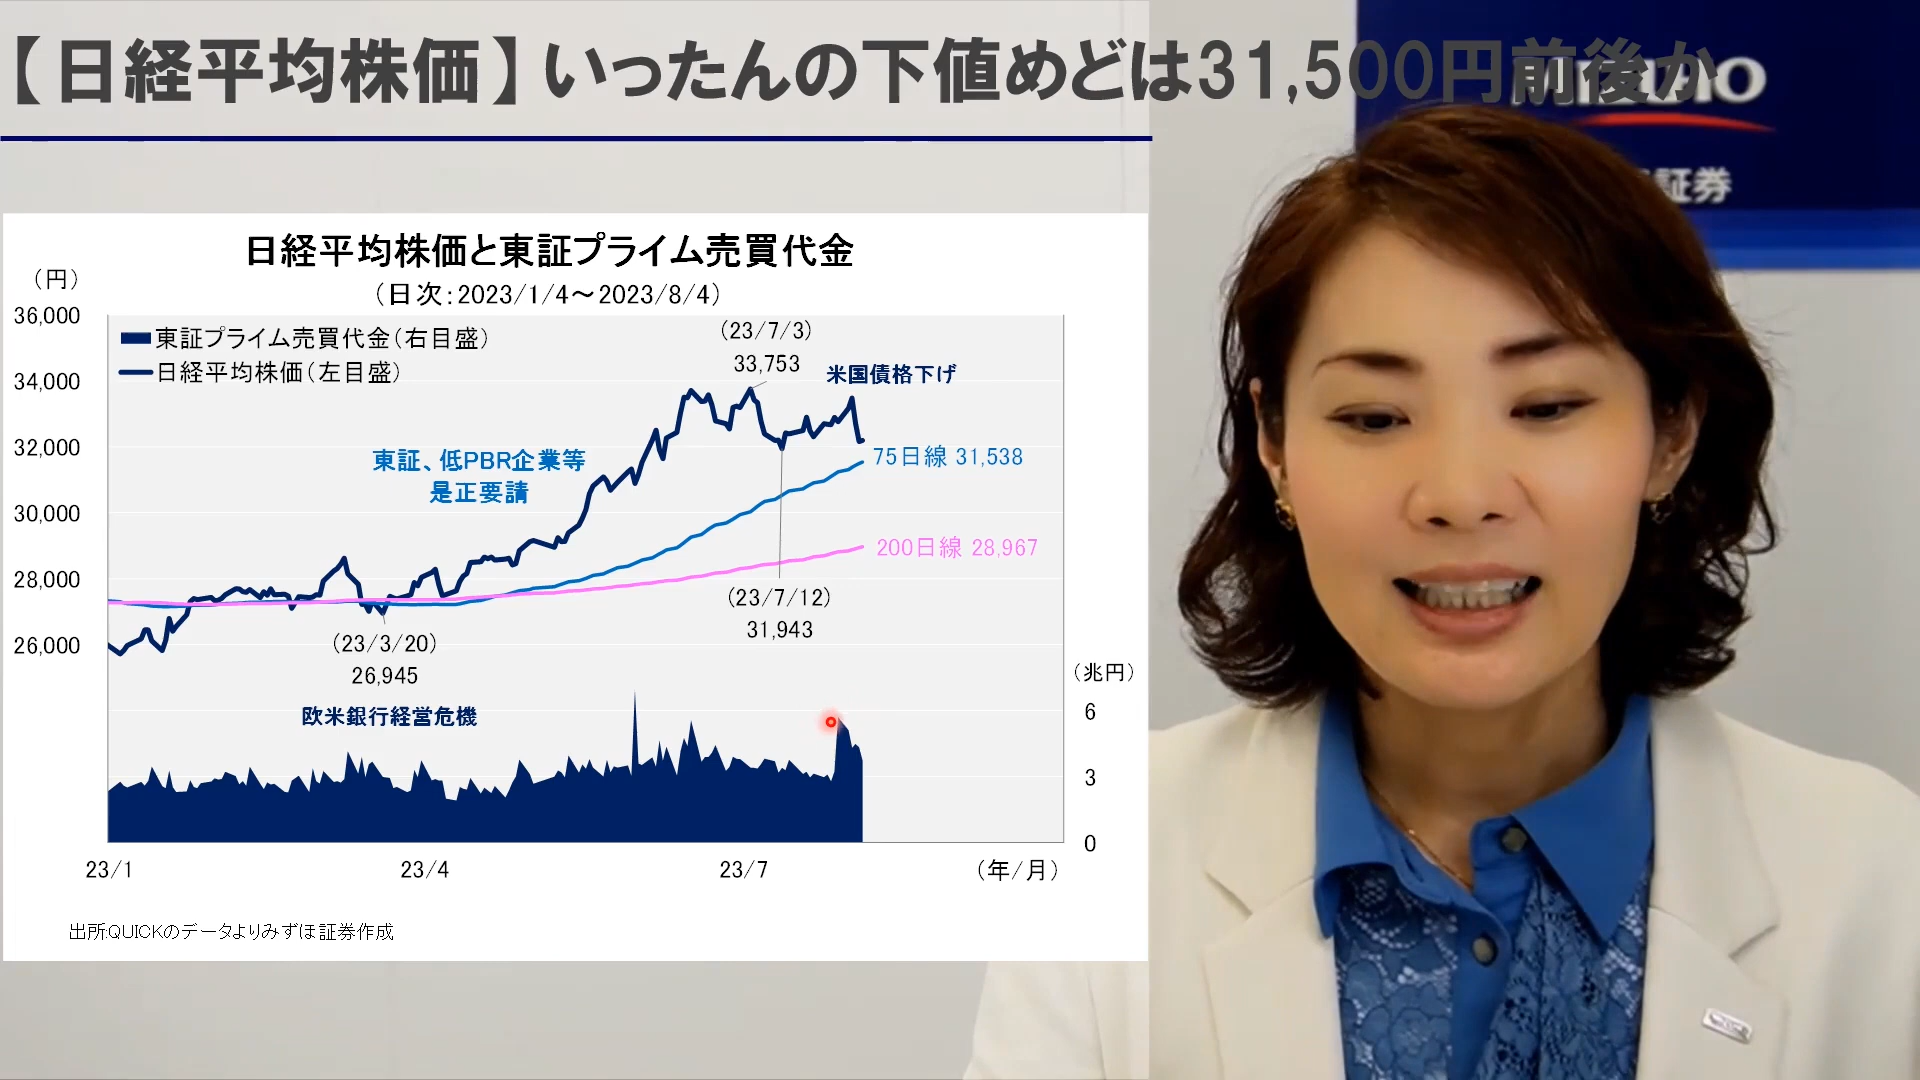 【日経平均株価】いったんの下値めどは31,500円前後か
証券
日経平均株価と東証プライム売買代金
（日次：2023/1/4～2023/8/4）
（円）
36,000
34,000
32,000
30,000
28,000
26,000
東証プライム売買代金（右目盛）
日経平均株価（左目盛）
（23/7/3）
33,753
米国債格下げ
東証、低PBR企業等
是正要請
75日線 31,538
200日線 28,967
（23/7/12）
31,943
（23/3/20）
26,945
欧米銀行経営危機
（兆円）
6
3
0
23/1
23/4
23/7
（年/月）
出所:QUICKのデータよりみずほ証券作成